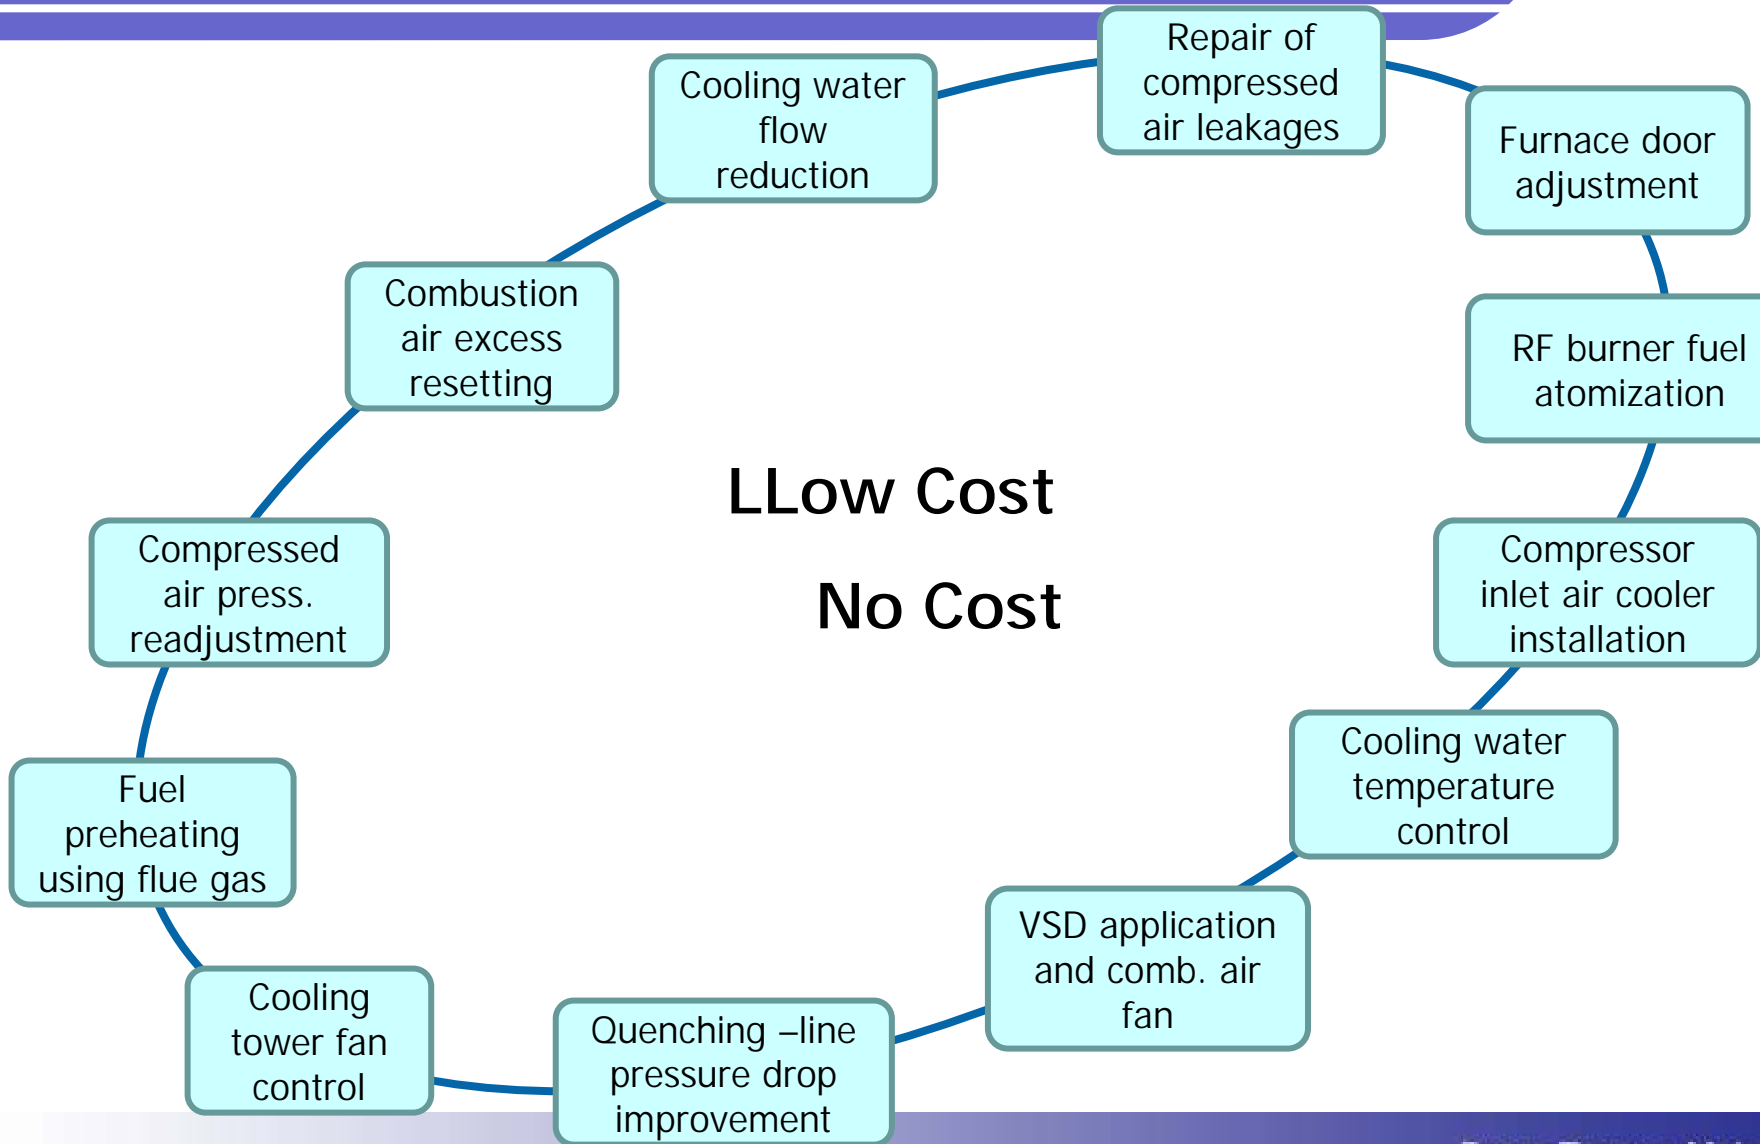 Repair of
compressed
air leakages
Furnace door
adjustment
RF burner fuel
atomization
Compressor
inlet air cooler
installation
Cooling water
temperature
control
VSD application
and comb. air
fan
Quenching –line
pressure drop
improvement
Cooling
tower fan
control
Fuel
preheating
using flue gas
Compressed
air press.
readjustment
Combustion
air excess
resetting
Cooling water
flow
reduction
LLow Cost
No Cost